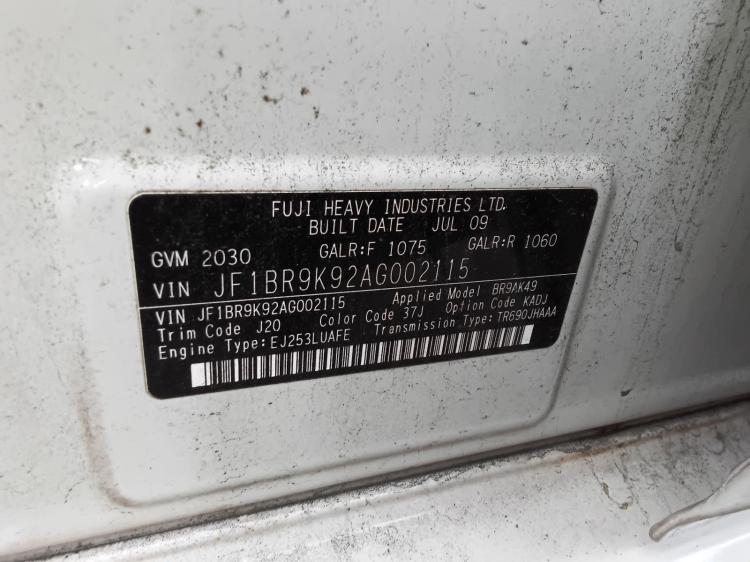 FUJI HEAVY INDUSTRIES LTD.
BUILT DATE JUL 09
GVM 2030 GALR:F 1075 GALR:R 1060
VIN JF1BR9K92AG002115
VIN JF1BR9K92AG002115 Applied Model BR9AK49
Trim Code J20 Color Code 37J Option Code KADJ
Engine Type:EJ253LUAFE Transmission Type:TR690JHAAA